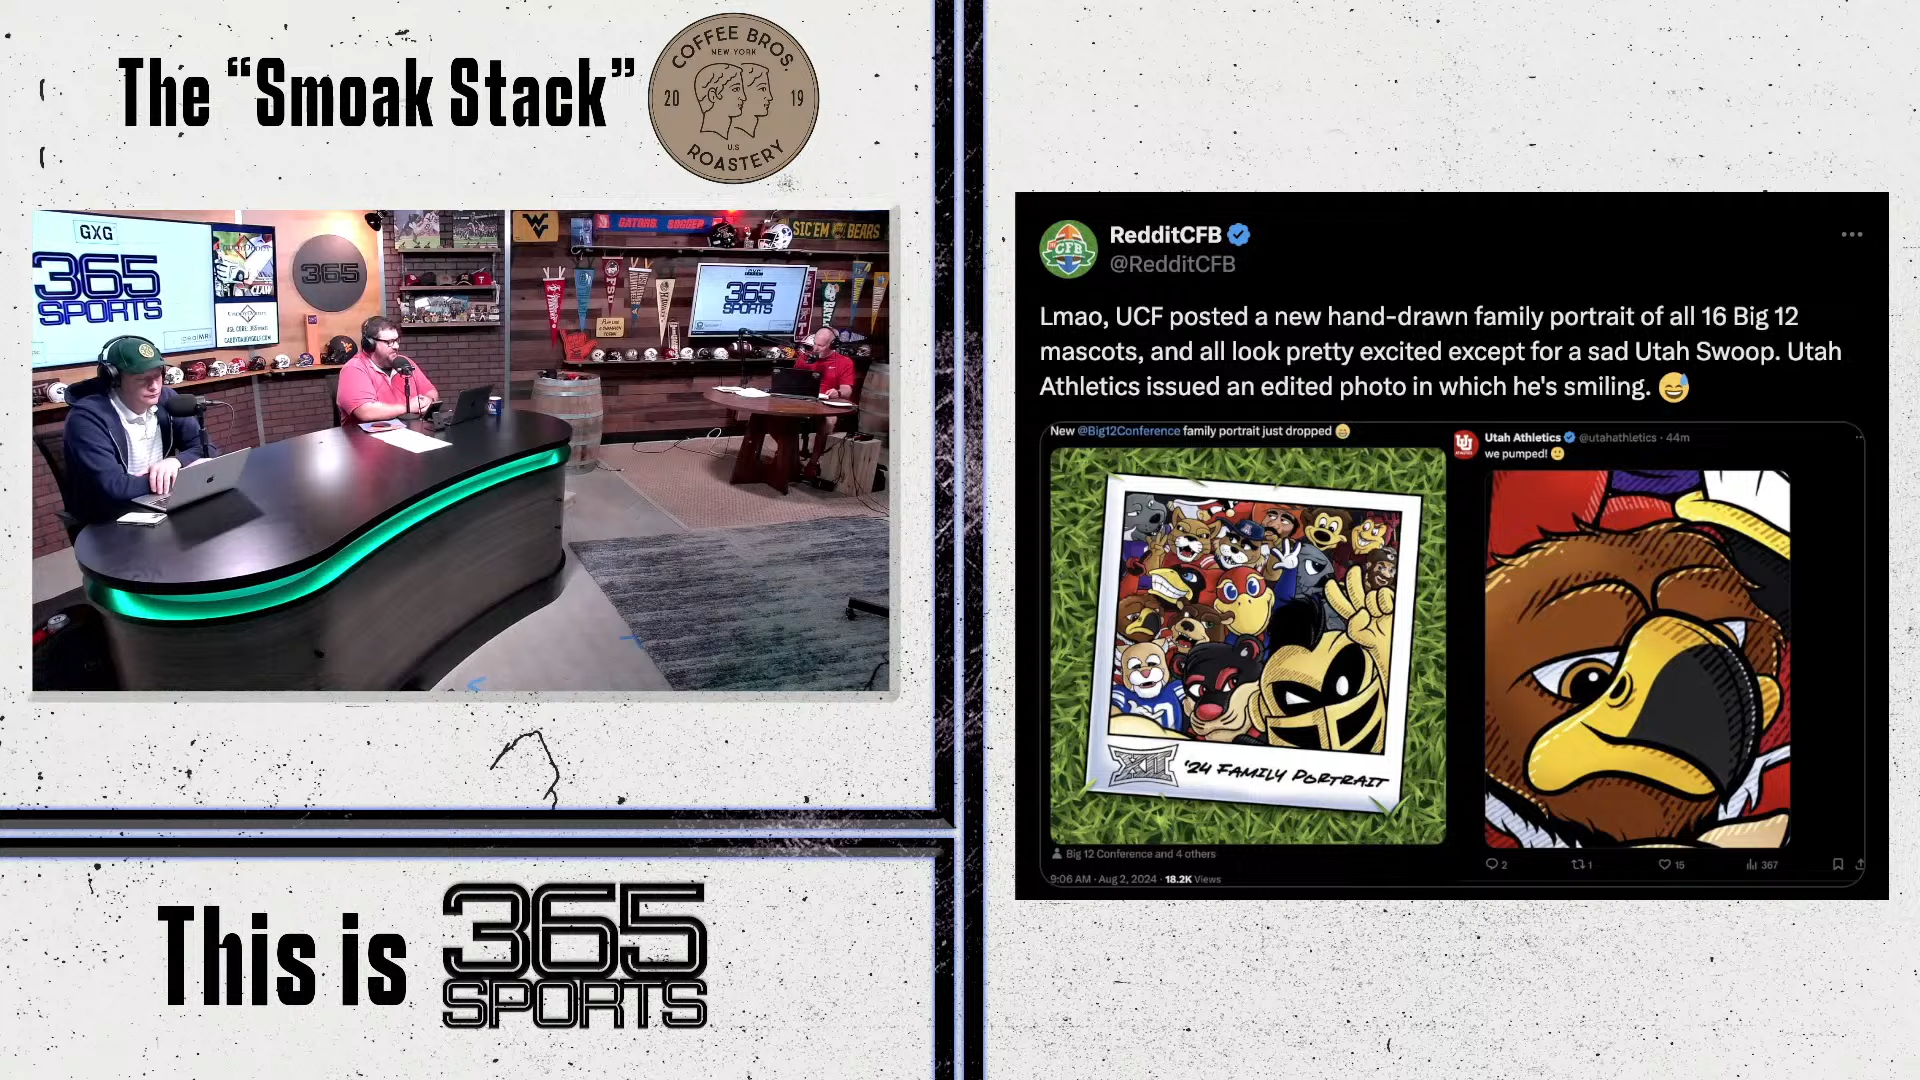 The “Smoak Stack”
COFFEE BROS.
NEW YORK
20 19
U.S
ROASTERY
GXG
365
SPORTS
365
GATORS SOCCER
SIC'EM BEARS
365
SPORTS
RedditCFB
@RedditCFB
Lmao, UCF posted a new hand-drawn family portrait of all 16 Big 12
mascots, and all look pretty excited except for a sad Utah Swoop. Utah
Athletics issued an edited photo in which he's smiling. 😅
New @Big12Conference family portrait just dropped
XII '24 FAMILY PORTRAIT
Big 12 Conference and 4 others
9:06 AM · Aug 2, 2024 · 18.2K Views
Utah Athletics @utahathletics · 44m
we pumped! 🙂
2 1 15 367
This is 365
SPORTS